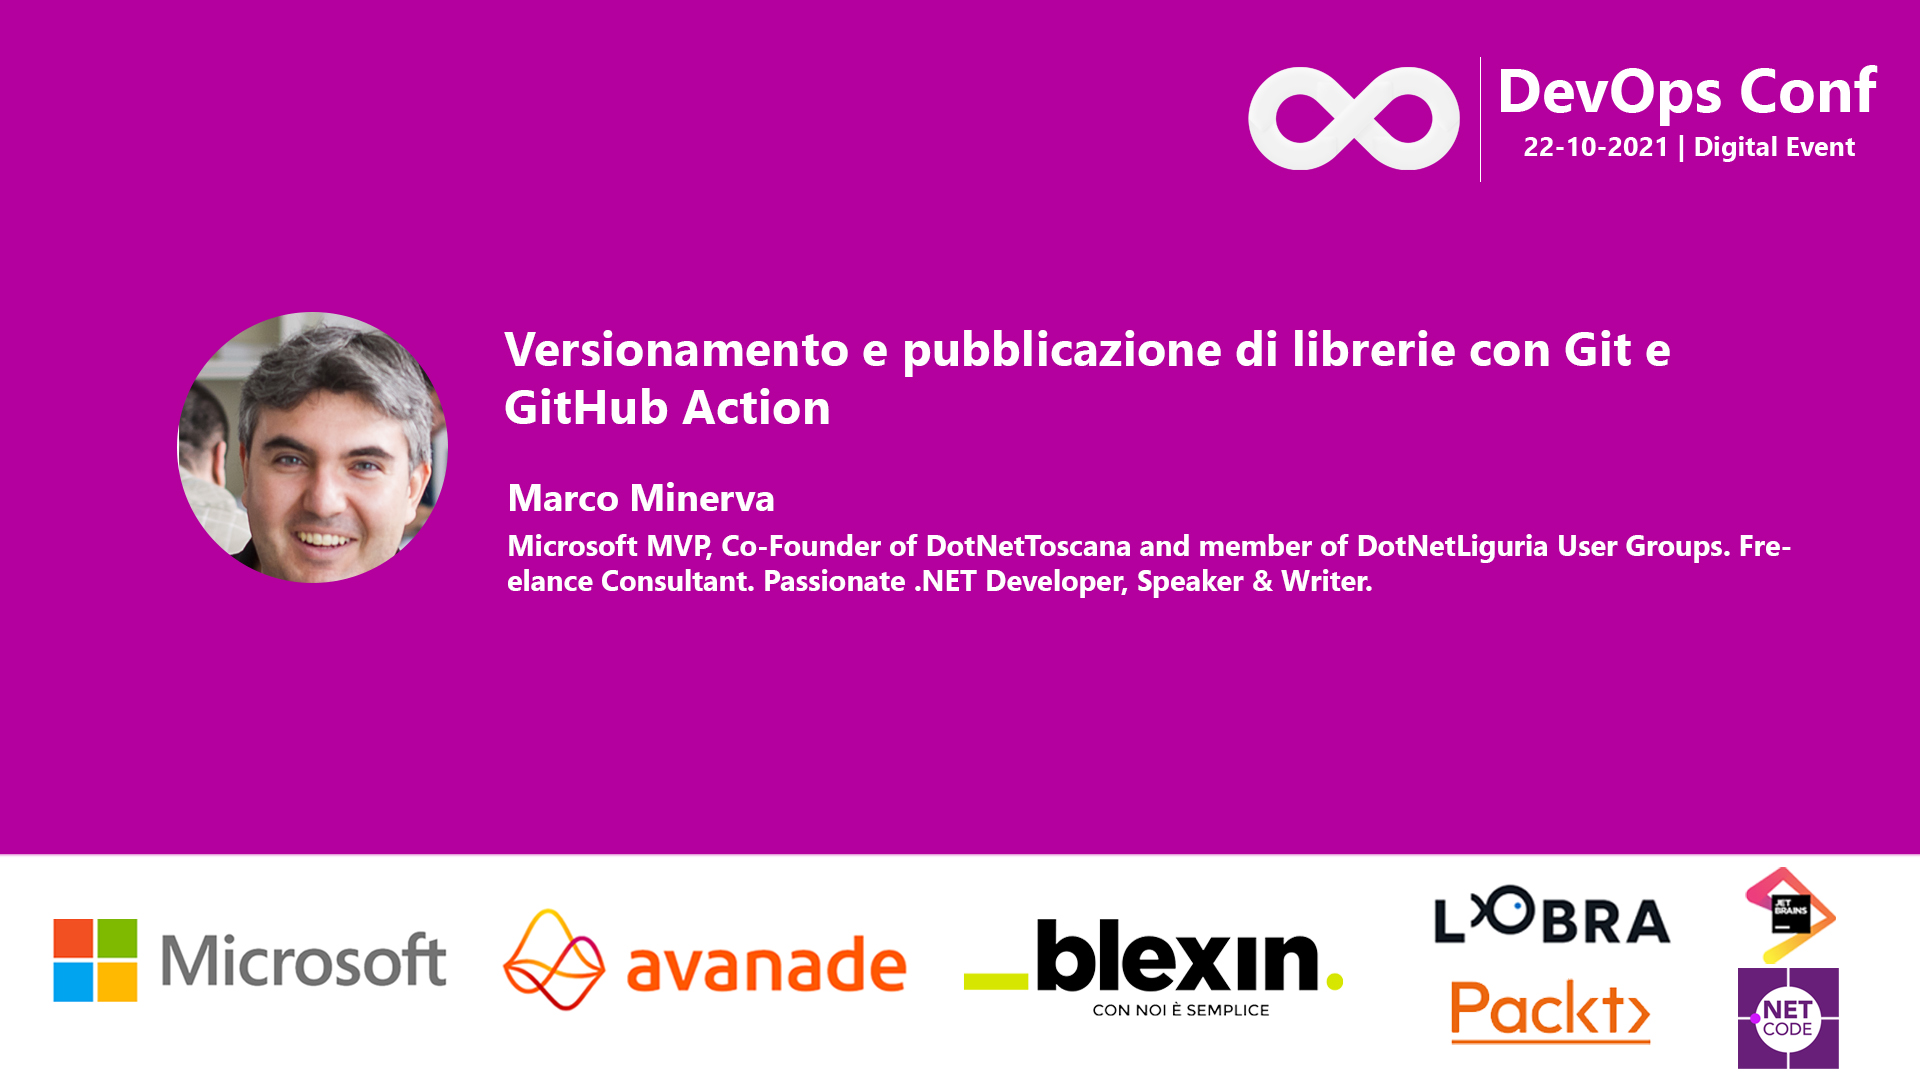 DevOps Conf
22-10-2021 | Digital Event
Versionamento e pubblicazione di librerie con Git e
GitHub Action
Marco Minerva
Microsoft MVP, Co-Founder of DotNetToscana and member of DotNetLiguria User Groups. Fre-
elance Consultant. Passionate .NET Developer, Speaker & Writer.
Microsoft
avanade
blexin.
CON NOI È SEMPLICE
LOBRA
JET
BRAINS
Packt>
.NET
CODE